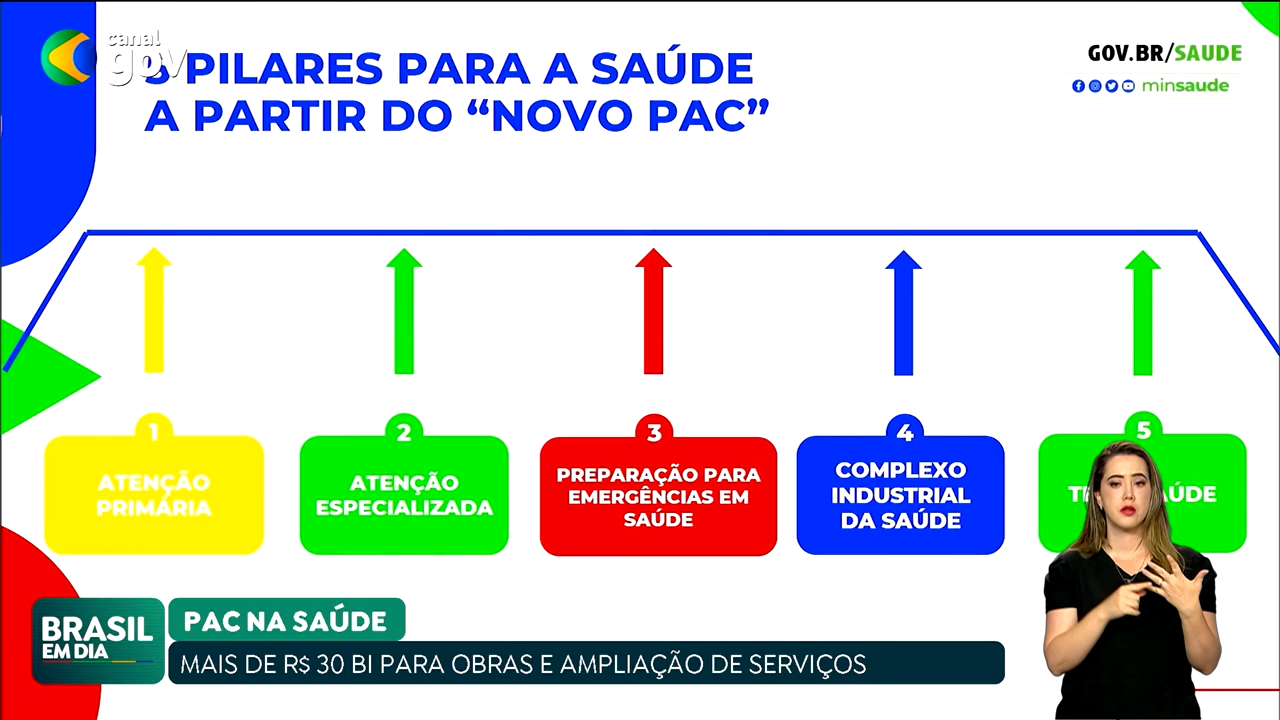 canal
gov
PILARES PARA A SAÚDE
A PARTIR DO “NOVO PAC”
GOV.BR/SAUDE
minsaude
1
ATENÇÃO
PRIMÁRIA
2
ATENÇÃO
ESPECIALIZADA
3
PREPARAÇÃO PARA
EMERGÊNCIAS EM
SAÚDE
4
COMPLEXO
INDUSTRIAL
DA SAÚDE
5
BRASIL
EM DIA
PAC NA SAÚDE
MAIS DE R$ 30 BI PARA OBRAS E AMPLIAÇÃO DE SERVIÇOS